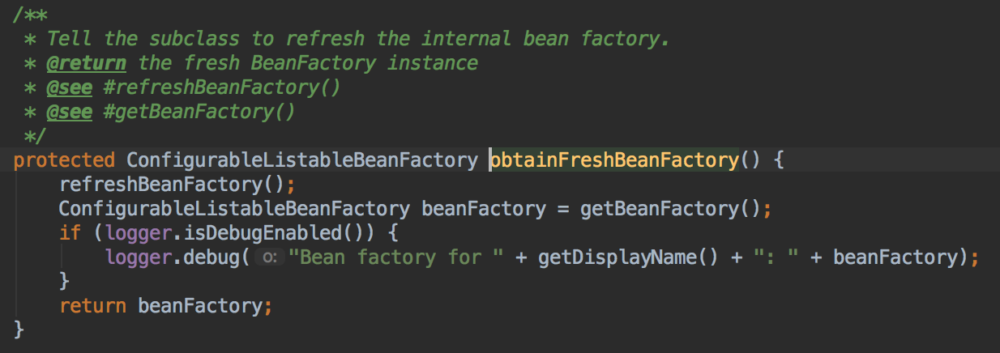 /**
 * Tell the subclass to refresh the internal bean factory.
 * @return the fresh BeanFactory instance
 * @see #refreshBeanFactory()
 * @see #getBeanFactory()
 */
protected ConfigurableListableBeanFactory obtainFreshBeanFactory() {
    refreshBeanFactory();
    ConfigurableListableBeanFactory beanFactory = getBeanFactory();
    if (logger.isDebugEnabled()) {
        logger.debug( o: "Bean factory for " + getDisplayName() + ": " + beanFactory);
    }
    return beanFactory;
}